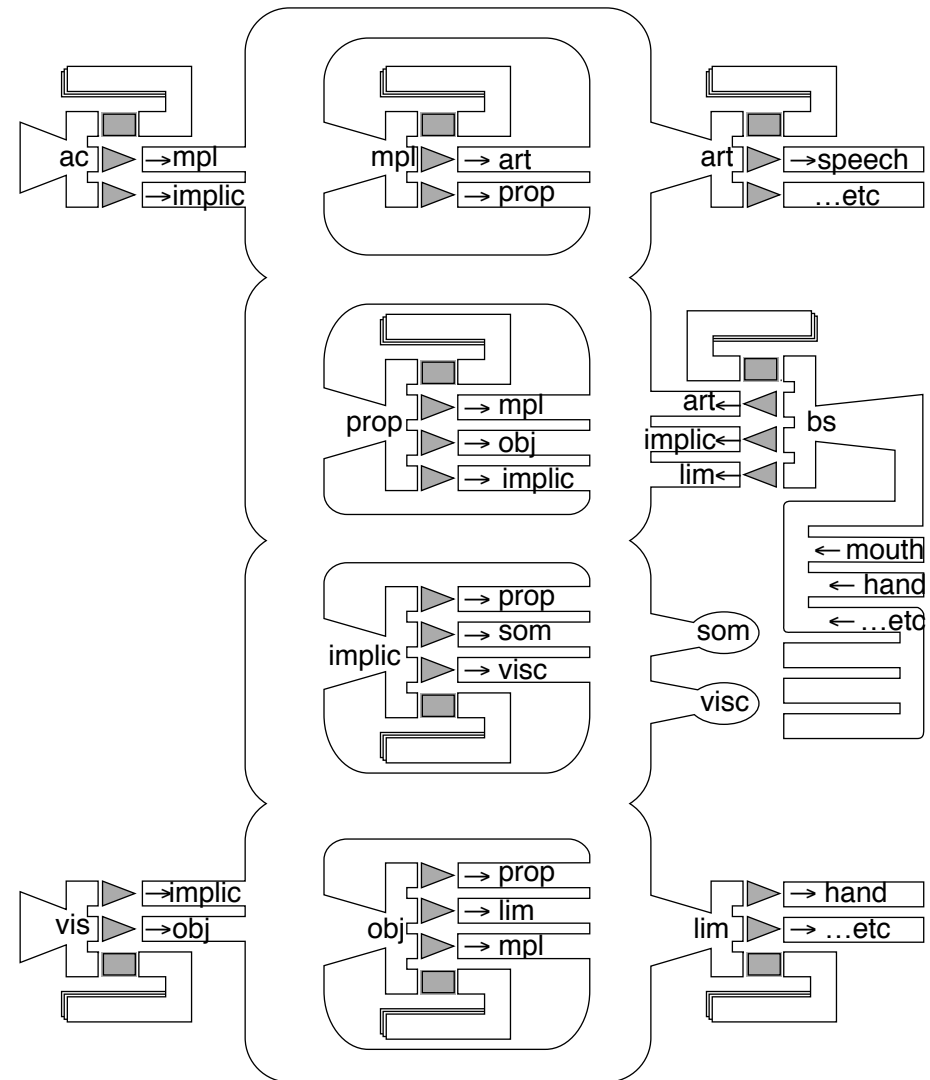 ac
→mpl
→implic
mpl
→ art
→ prop
art
→speech
…etc
prop
→ mpl
→ obj
→ implic
art←
implic←
lim←
bs
← mouth
← hand
← …etc
implic
→ prop
→ som
→ visc
som
visc
vis
→implic
→obj
obj
→ prop
→ lim
→ mpl
lim
→ hand
→ …etc